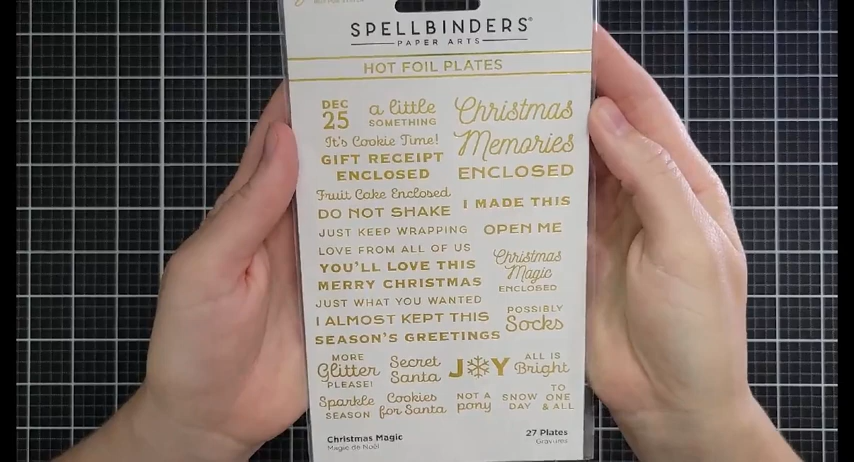 SPELLBINDERS®
PAPER ARTS
HOT FOIL PLATES
DEC
25
a little
SOMETHING
Christmas
Memories
ENCLOSED
It's Cookie Time!
GIFT RECEIPT
ENCLOSED
Fruit Cake Enclosed
DO NOT SHAKE
I MADE THIS
JUST KEEP WRAPPING
OPEN ME
LOVE FROM ALL OF US
YOU'LL LOVE THIS
MERRY CHRISTMAS
Christmas
Magic
ENCLOSED
JUST WHAT YOU WANTED
I ALMOST KEPT THIS
POSSIBLY
Socks
SEASON'S GREETINGS
MORE
Glitter
PLEASE!
Secret
Santa
JOY
ALL IS
Bright
Sparkle
SEASON
Cookies
for Santa
NOT A
pony
SNOW
DAY
TO
ONE
& ALL
Christmas Magic
Magie de Noël
27 Plates
Gravures